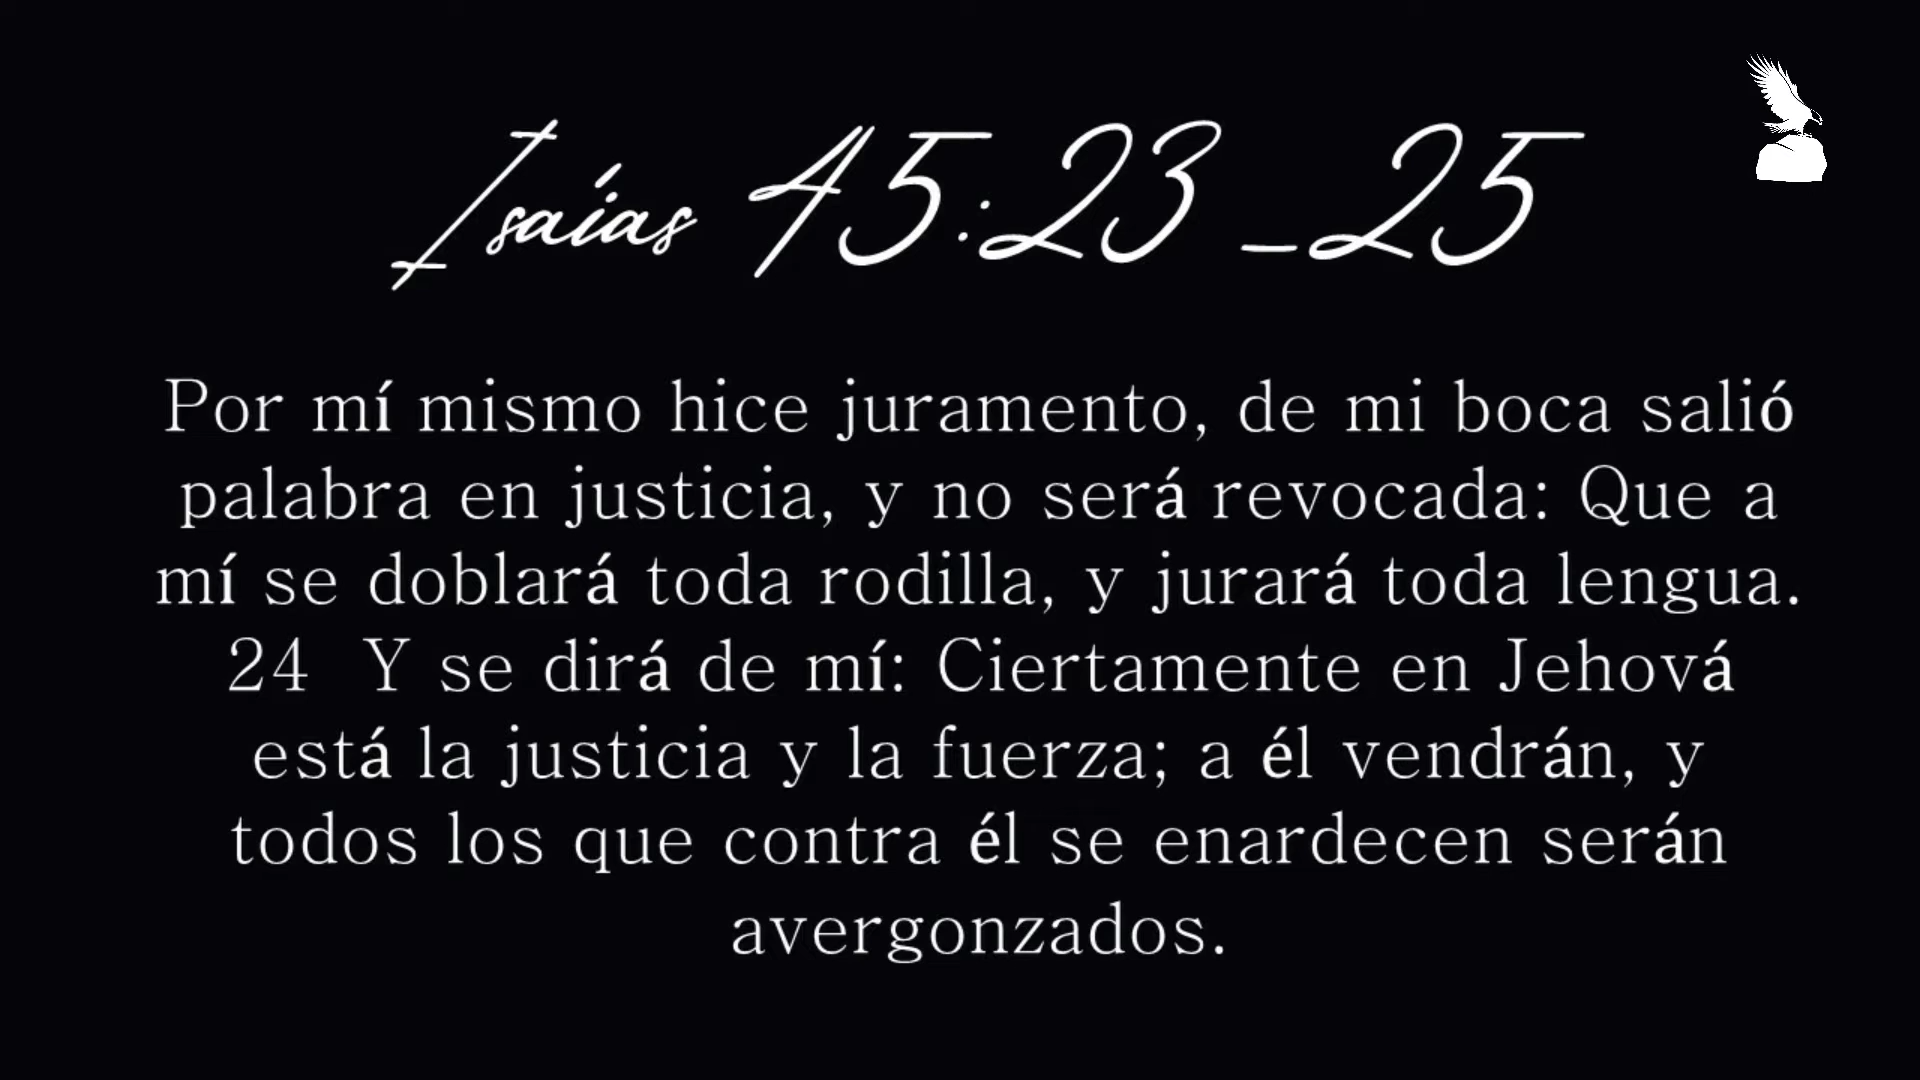 Isaías 45:23 _25
Por mí mismo hice juramento, de mi boca salió
palabra en justicia, y no será revocada: Que a
mí se doblará toda rodilla, y jurará toda lengua.
24  Y se dirá de mí: Ciertamente en Jehová
está la justicia y la fuerza; a él vendrán, y
todos los que contra él se enardecen serán
avergonzados.